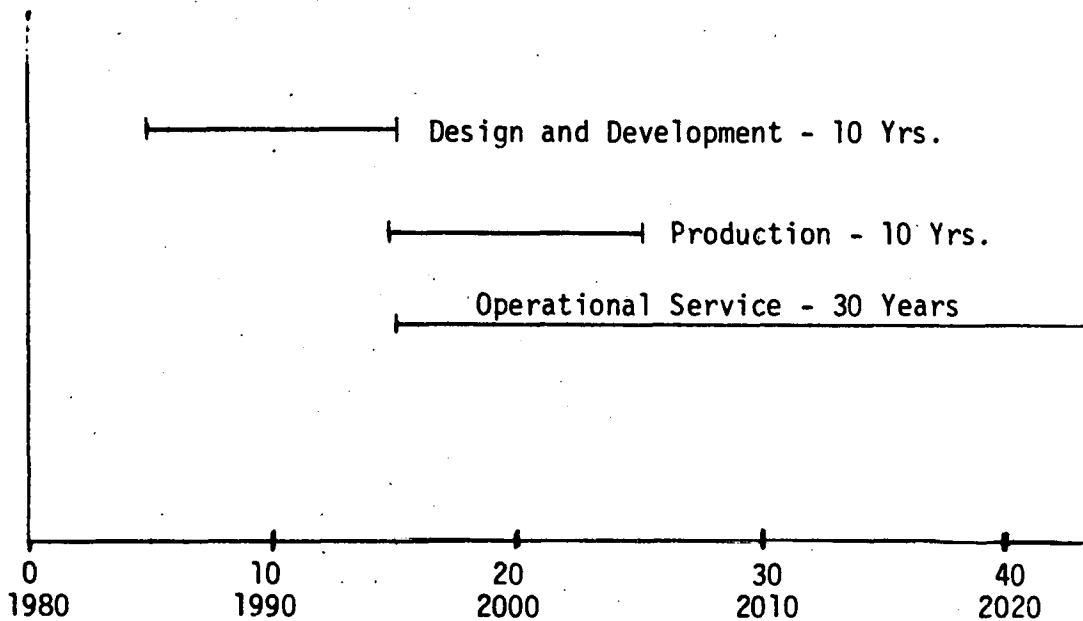 Design and Development - 10 Yrs.
Production - 10 Yrs.
Operational Service - 30 Years
0 10 20 30 40
1980 1990 2000 2010 2020